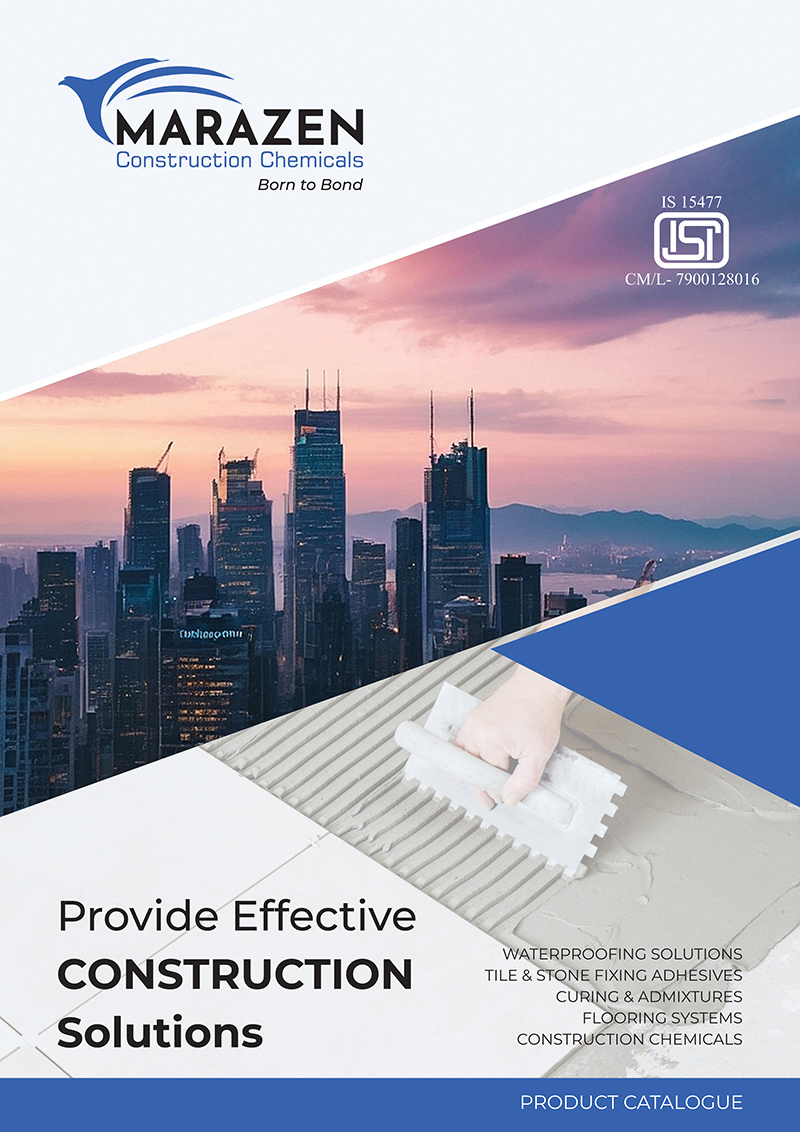 MARAZEN
Construction Chemicals
Born to Bond
IS 15477
ISI
CM/L- 7900128016
Provide Effective
CONSTRUCTION
Solutions
WATERPROOFING SOLUTIONS
TILE & STONE FIXING ADHESIVES
CURING & ADMIXTURES
FLOORING SYSTEMS
CONSTRUCTION CHEMICALS
PRODUCT CATALOGUE